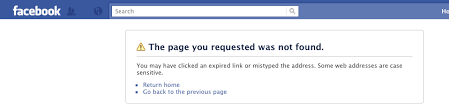 facebook
Search
Ho
The page you requested was not found.
You may have clicked an expired link or mistyped the address. Some web addresses are case
sensitive.
Return home
Go back to the previous page